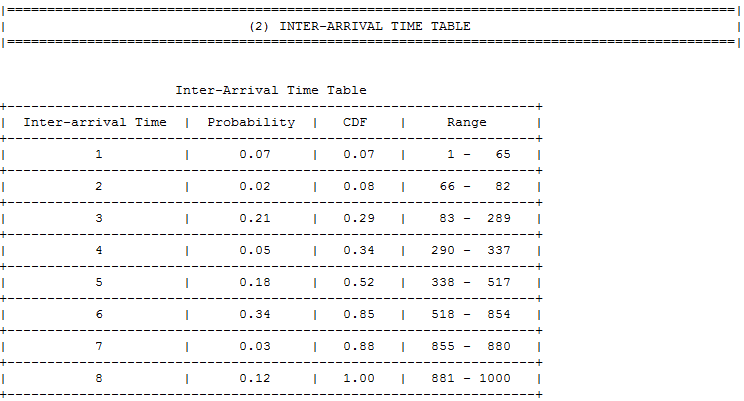 |===========================================================================================|
| (2) INTER-ARRIVAL TIME TABLE |
|===========================================================================================|
Inter-Arrival Time Table
+------------------------------------------------------------------+
| Inter-arrival Time | Probability | CDF | Range |
+------------------------------------------------------------------+
| 1 | 0.07 | 0.07 | 1 - 65 |
+------------------------------------------------------------------+
| 2 | 0.02 | 0.08 | 66 - 82 |
+------------------------------------------------------------------+
| 3 | 0.21 | 0.29 | 83 - 289 |
+------------------------------------------------------------------+
| 4 | 0.05 | 0.34 | 290 - 337 |
+------------------------------------------------------------------+
| 5 | 0.18 | 0.52 | 338 - 517 |
+------------------------------------------------------------------+
| 6 | 0.34 | 0.85 | 518 - 854 |
+------------------------------------------------------------------+
| 7 | 0.03 | 0.88 | 855 - 880 |
+------------------------------------------------------------------+
| 8 | 0.12 | 1.00 | 881 - 1000 |
+------------------------------------------------------------------+